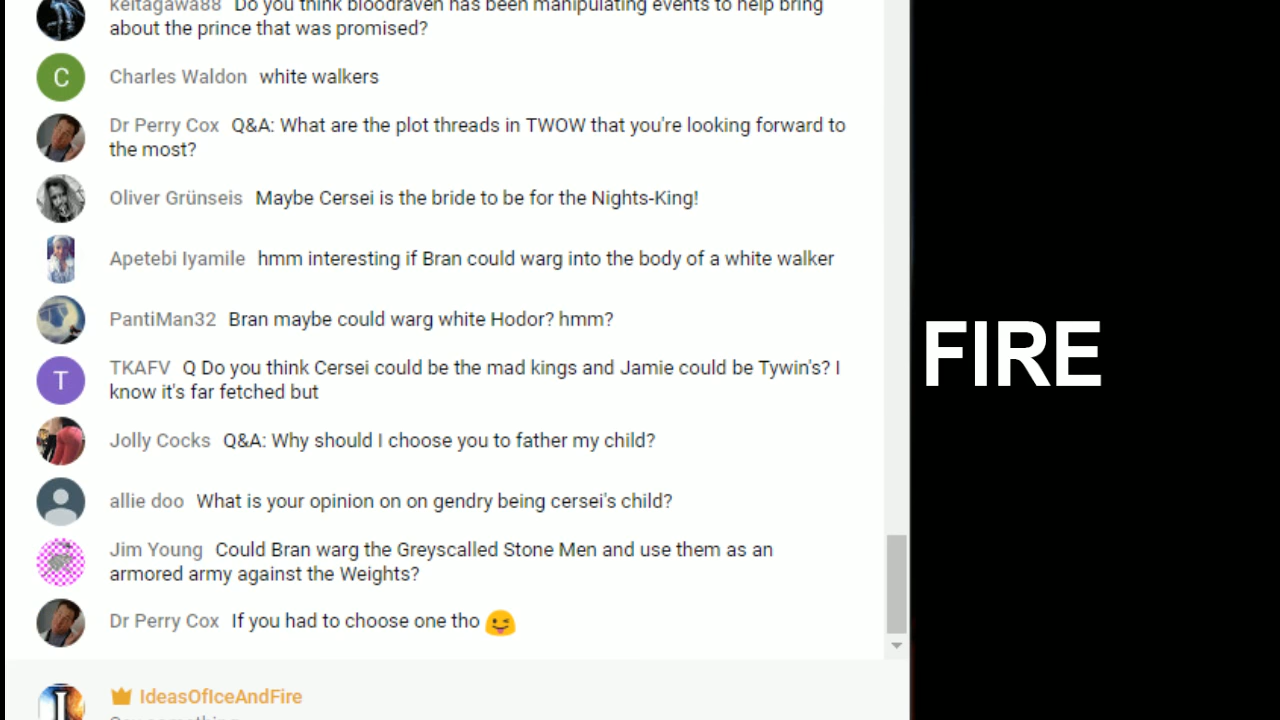 keitagawa88 Do you think bloodraven has been manipulating events to help bring
about the prince that was promised?
C
Charles Waldon white walkers
Dr Perry Cox Q&A: What are the plot threads in TWOW that you're looking forward to
the most?
Oliver Grünseis Maybe Cersei is the bride to be for the Nights-King!
Apetebi Iyamile hmm interesting if Bran could warg into the body of a white walker
PantiMan32 Bran maybe could warg white Hodor? hmm?
T
TKAFV Q Do you think Cersei could be the mad kings and Jamie could be Tywin's? I
know it's far fetched but
FIRE
Jolly Cocks Q&A: Why should I choose you to father my child?
allie doo What is your opinion on on gendry being cersei's child?
Jim Young Could Bran warg the Greyscalled Stone Men and use them as an
armored army against the Weights?
Dr Perry Cox If you had to choose one tho 😜
I
IdeasOfIceAndFire
Say something